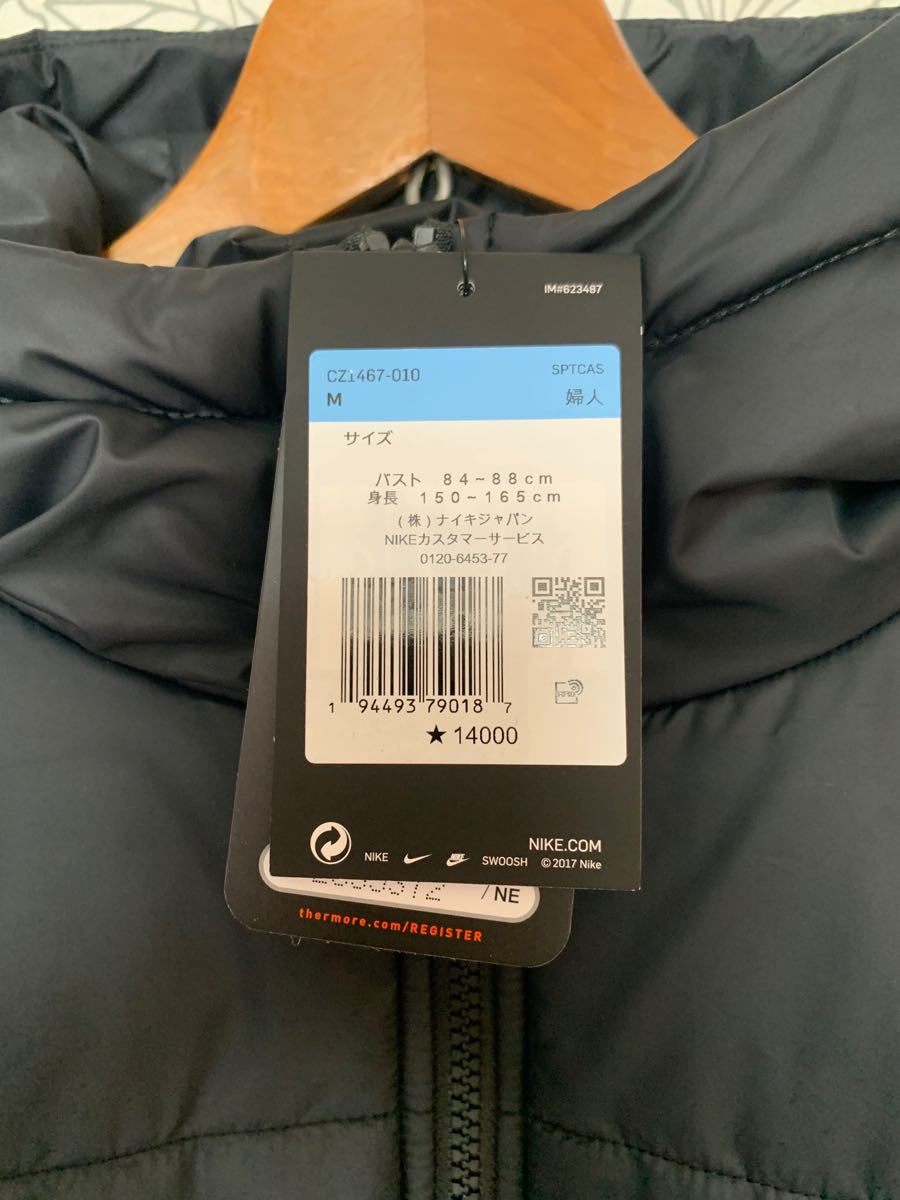 IM#623487
CZ1467-010
SPTCAS
M
婦人
サイズ
バスト 84~88cm
身長 150~165cm
(株)ナイキジャパン
NIKEカスタマーサービス
0120-6453-77
1 94493 79018 7
★14000
NIKE.COM
NIKE SWOOSH ©2017 Nike
/NE
thermore.com/REGISTER